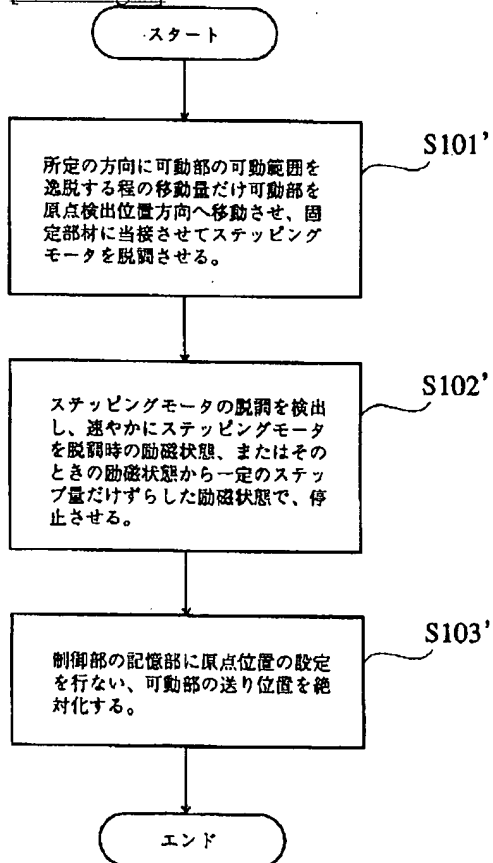 スタート
所定の方向に可動部の可動範囲を
逸脱する程の移動量だけ可動部を
原点検出位置方向へ移動させ、固
定部材に当接させてステッピング
モータを脱調させる。
S101'
ステッピングモータの脱調を検出
し、速やかにステッピングモータ
を脱調時の励磁状態、またはその
ときの励磁状態から一定のステッ
プ量だけずらした励磁状態で、停
止させる。
S102'
制御部の記憶部に原点位置の設定
を行ない、可動部の送り位置を絶
対化する。
S103'
エンド